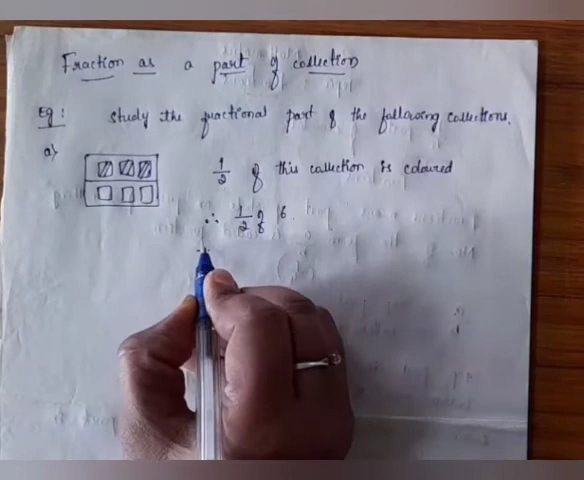 Fraction as a part of collection
Eg: Study the fractional part of the following collections.
a) 1/2 of this collection is coloured
∴ 1/2 of 6.